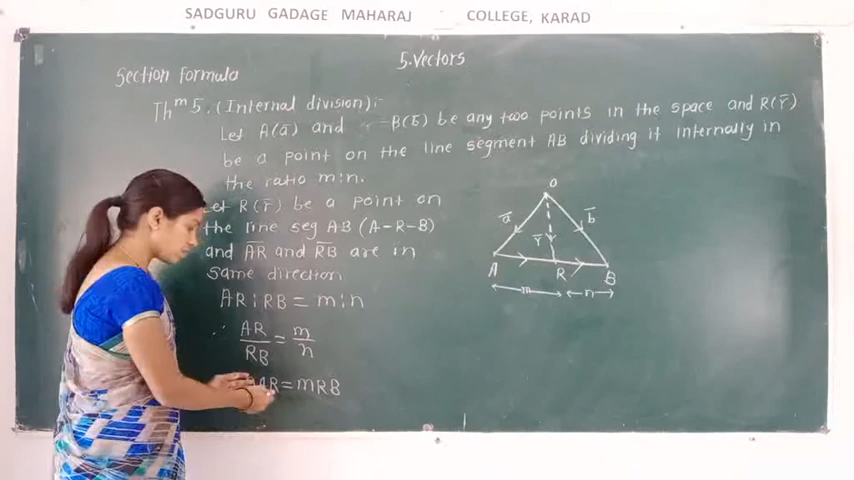 SADGURU GADAGE MAHARAJ COLLEGE, KARAD
5.Vectors
Section Formula
Thᵐ 5. (Internal division):-
Let A(a̅) and B(b̅) be any two points in the space and R(r̅)
be a point on the line segment AB dividing it internally in
the ratio m:n.
Let R(r̅) be a point on
the line seg AB (A-R-B)
and A̅R̅ and R̅B̅ are in
same direction
AR:RB = m:n
∴ AR/RB = m/n
AR = mRB
O
a̅ b̅
r̅
A R B
m n